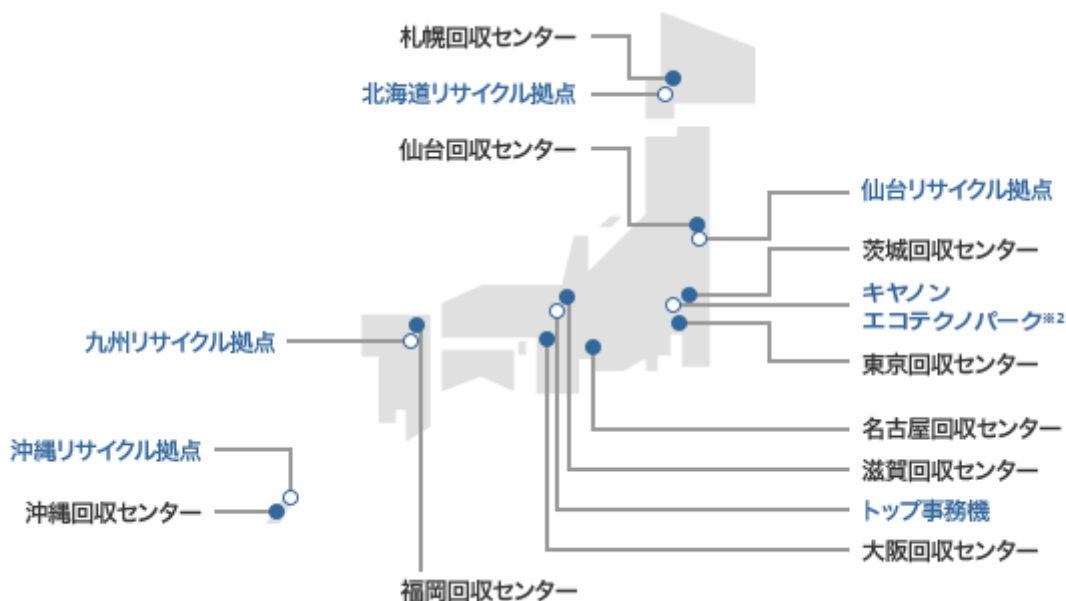 札幌回収センター
北海道リサイクル拠点
仙台回収センター
仙台リサイクル拠点
茨城回収センター
キヤノン
エコテクノパーク※2
東京回収センター
九州リサイクル拠点
名古屋回収センター
沖縄リサイクル拠点
滋賀回収センター
沖縄回収センター
トップ事務機
大阪回収センター
福岡回収センター